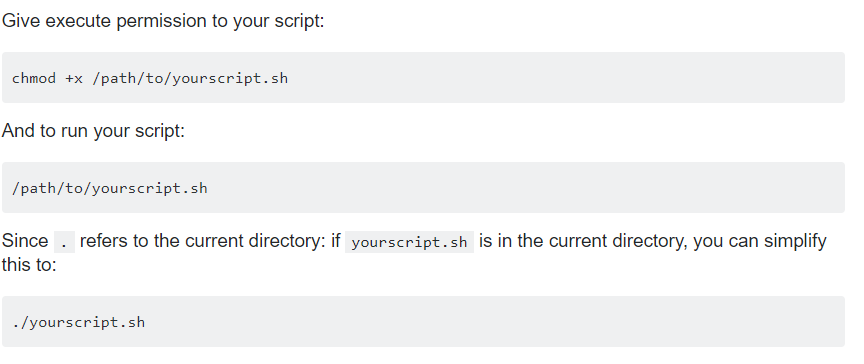 Give execute permission to your script:
chmod +x /path/to/yourscript.sh
And to run your script:
/path/to/yourscript.sh
Since . refers to the current directory: if yourscript.sh is in the current directory, you can simplify
this to:
./yourscript.sh